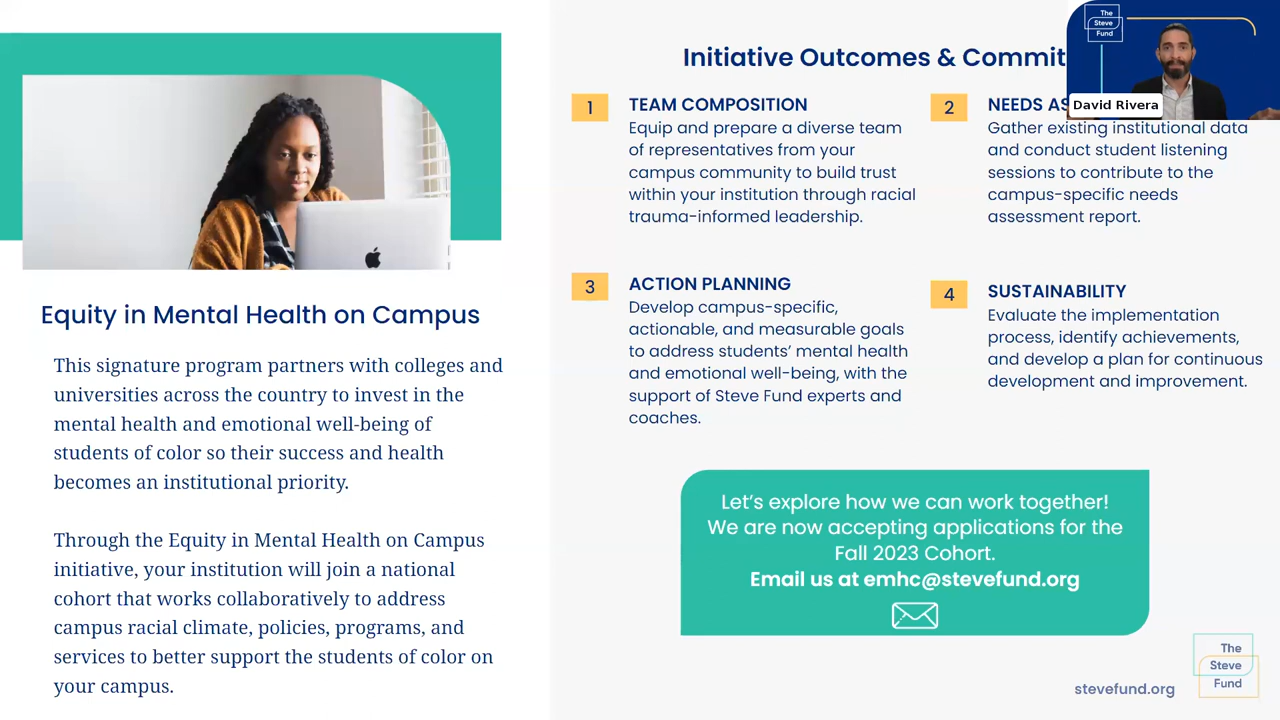 Equity in Mental Health on Campus
This signature program partners with colleges and
universities across the country to invest in the
mental health and emotional well-being of
students of color so their success and health
becomes an institutional priority.
Through the Equity in Mental Health on Campus
initiative, your institution will join a national
cohort that works collaboratively to address
campus racial climate, policies, programs, and
services to better support the students of color on
your campus.
Initiative Outcomes & Commit
1
TEAM COMPOSITION
Equip and prepare a diverse team
of representatives from your
campus community to build trust
within your institution through racial
trauma-informed leadership.
2
NEEDS AS
Gather existing institutional data
and conduct student listening
sessions to contribute to the
campus-specific needs
assessment report.
3
ACTION PLANNING
Develop campus-specific,
actionable, and measurable goals
to address students’ mental health
and emotional well-being, with the
support of Steve Fund experts and
coaches.
4
SUSTAINABILITY
Evaluate the implementation
process, identify achievements,
and develop a plan for continuous
development and improvement.
Let’s explore how we can work together!
We are now accepting applications for the
Fall 2023 Cohort.
Email us at emhc@stevefund.org
stevefund.org
The
Steve
Fund
The
Steve
Fund
David Rivera